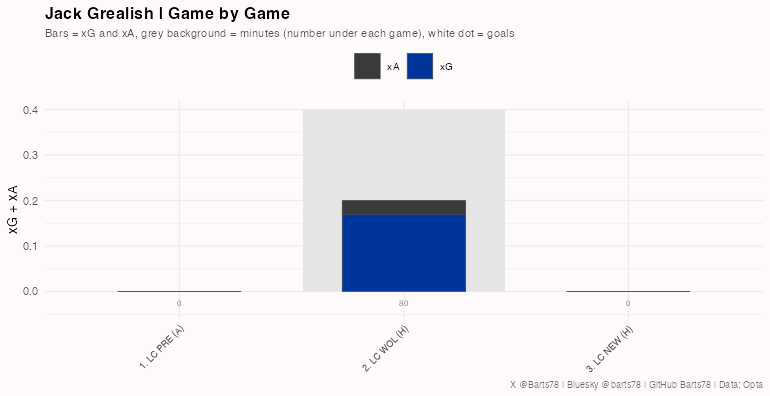 Jack Grealish | Game by Game
Bars = xG and xA, grey background = minutes (number under each game), white dot = goals
xA xG
xG + xA
0.4
0.3
0.2
0.1
0.0
0 80 0
1. LC PRE (A)
2. LC WOL (H)
3. LC NEW (H)
X @Barts78 | Bluesky @barts78 | GitHub Barts78 | Data: Opta